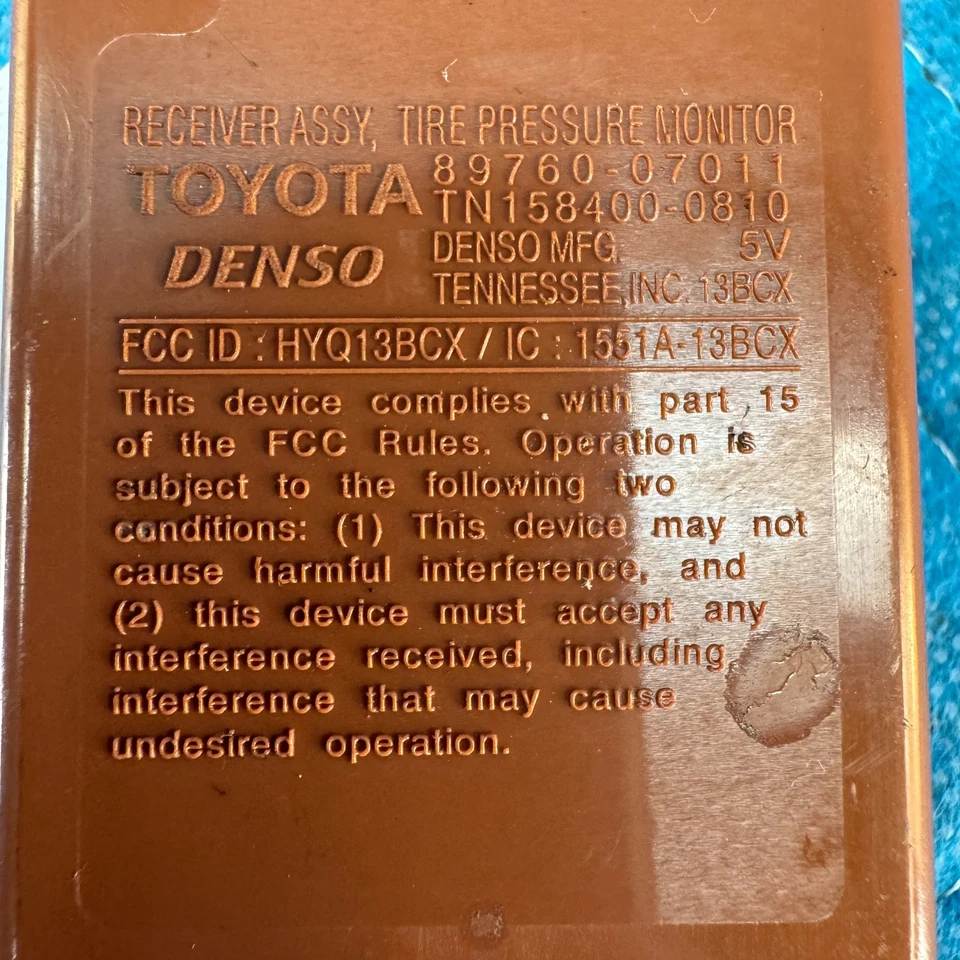 RECEIVER ASSY, TIRE PRESSURE MONITOR
TOYOTA 89760-07011
TN158400-0810
DENSO DENSO MFG. 5V
TENNESSEE,INC. 13BCX
FCC ID : HYQ13BCX / IC : 1551A-13BCX
This device complies with part 15
of the FCC Rules. Operation is
subject to the following two
conditions: (1) This device may not
cause harmful interference, and
(2) this device must accept any
interference received, including
interference that may cause
undesired operation.